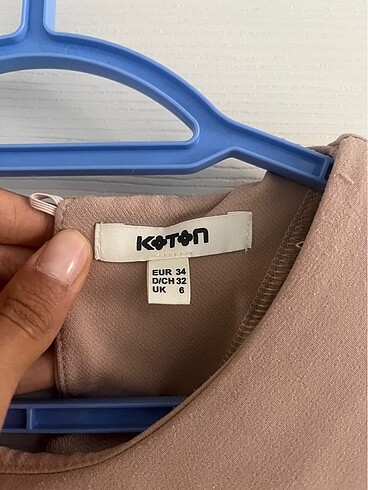 KOTON
EUR 34
D/CH 32
UK 6